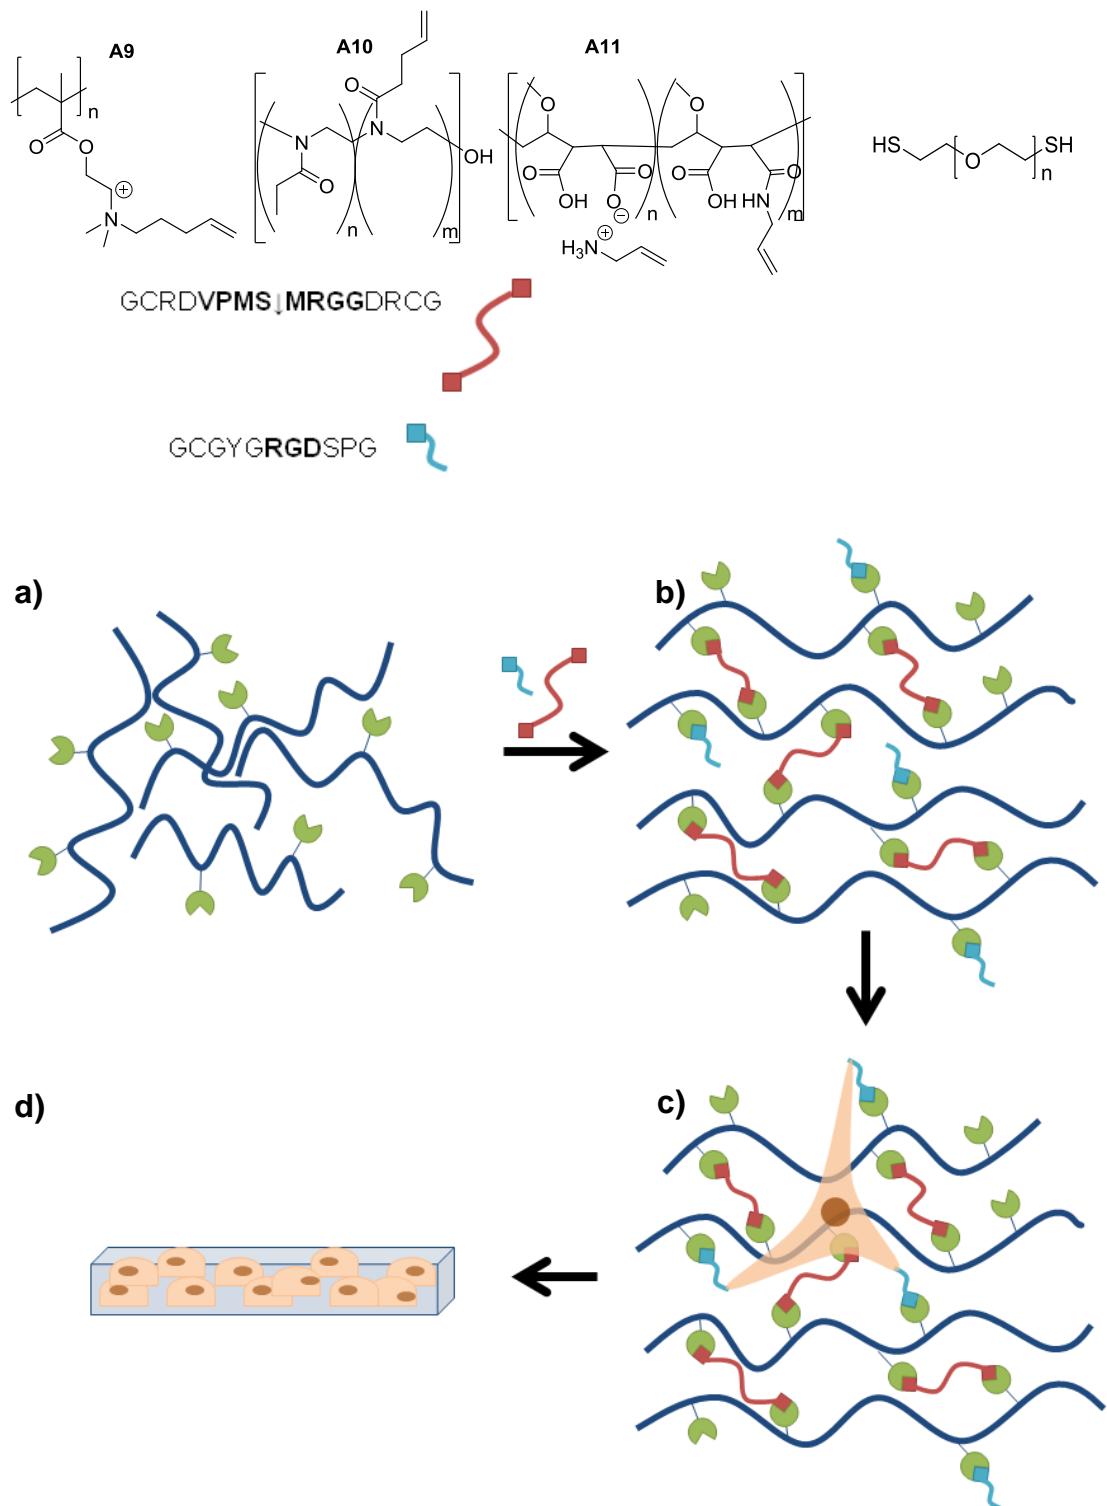 A9
A10
A11
n
O
O
N
O
N
O
n
m
OH
O
O
O
OH
O
O
n
O
OH
HN
O
m
H3N
HS
O
n
SH
GCRDVPMS↓MRGGDRCG
GCGYGRGDSPG
a)
b)
c)
d)